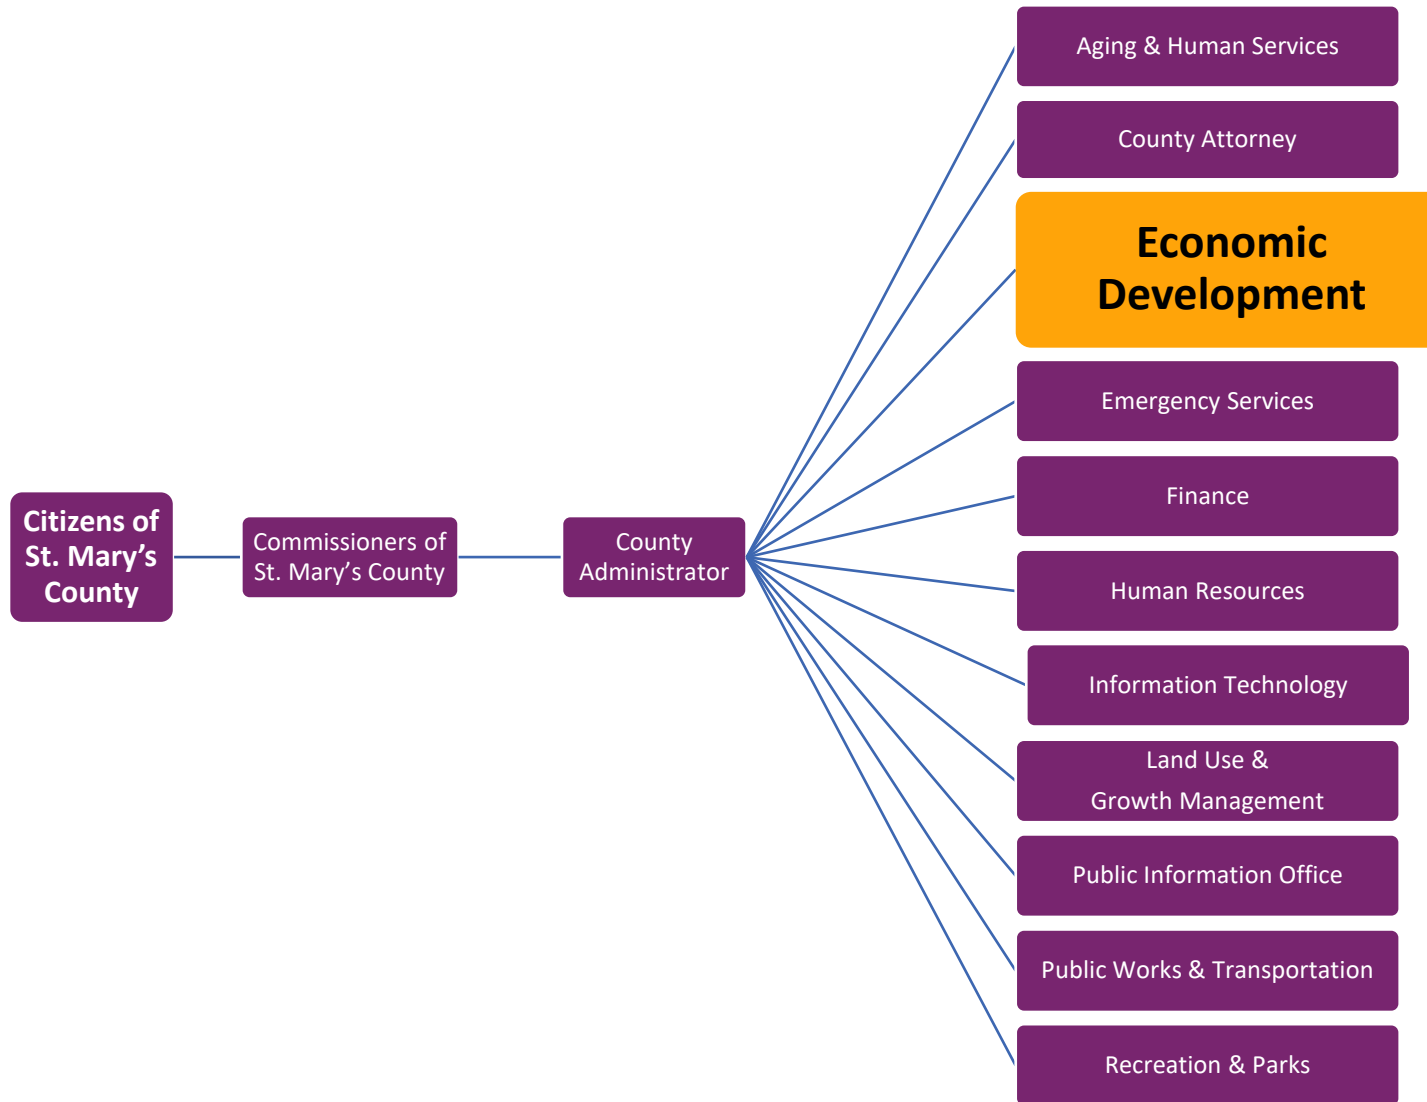 Aging & Human Services
County Attorney
Economic
Development
Emergency Services
Finance
Citizens of
St. Mary’s
County
Commissioners of
St. Mary’s County
County
Administrator
Human Resources
Information Technology
Land Use &
Growth Management
Public Information Office
Public Works & Transportation
Recreation & Parks